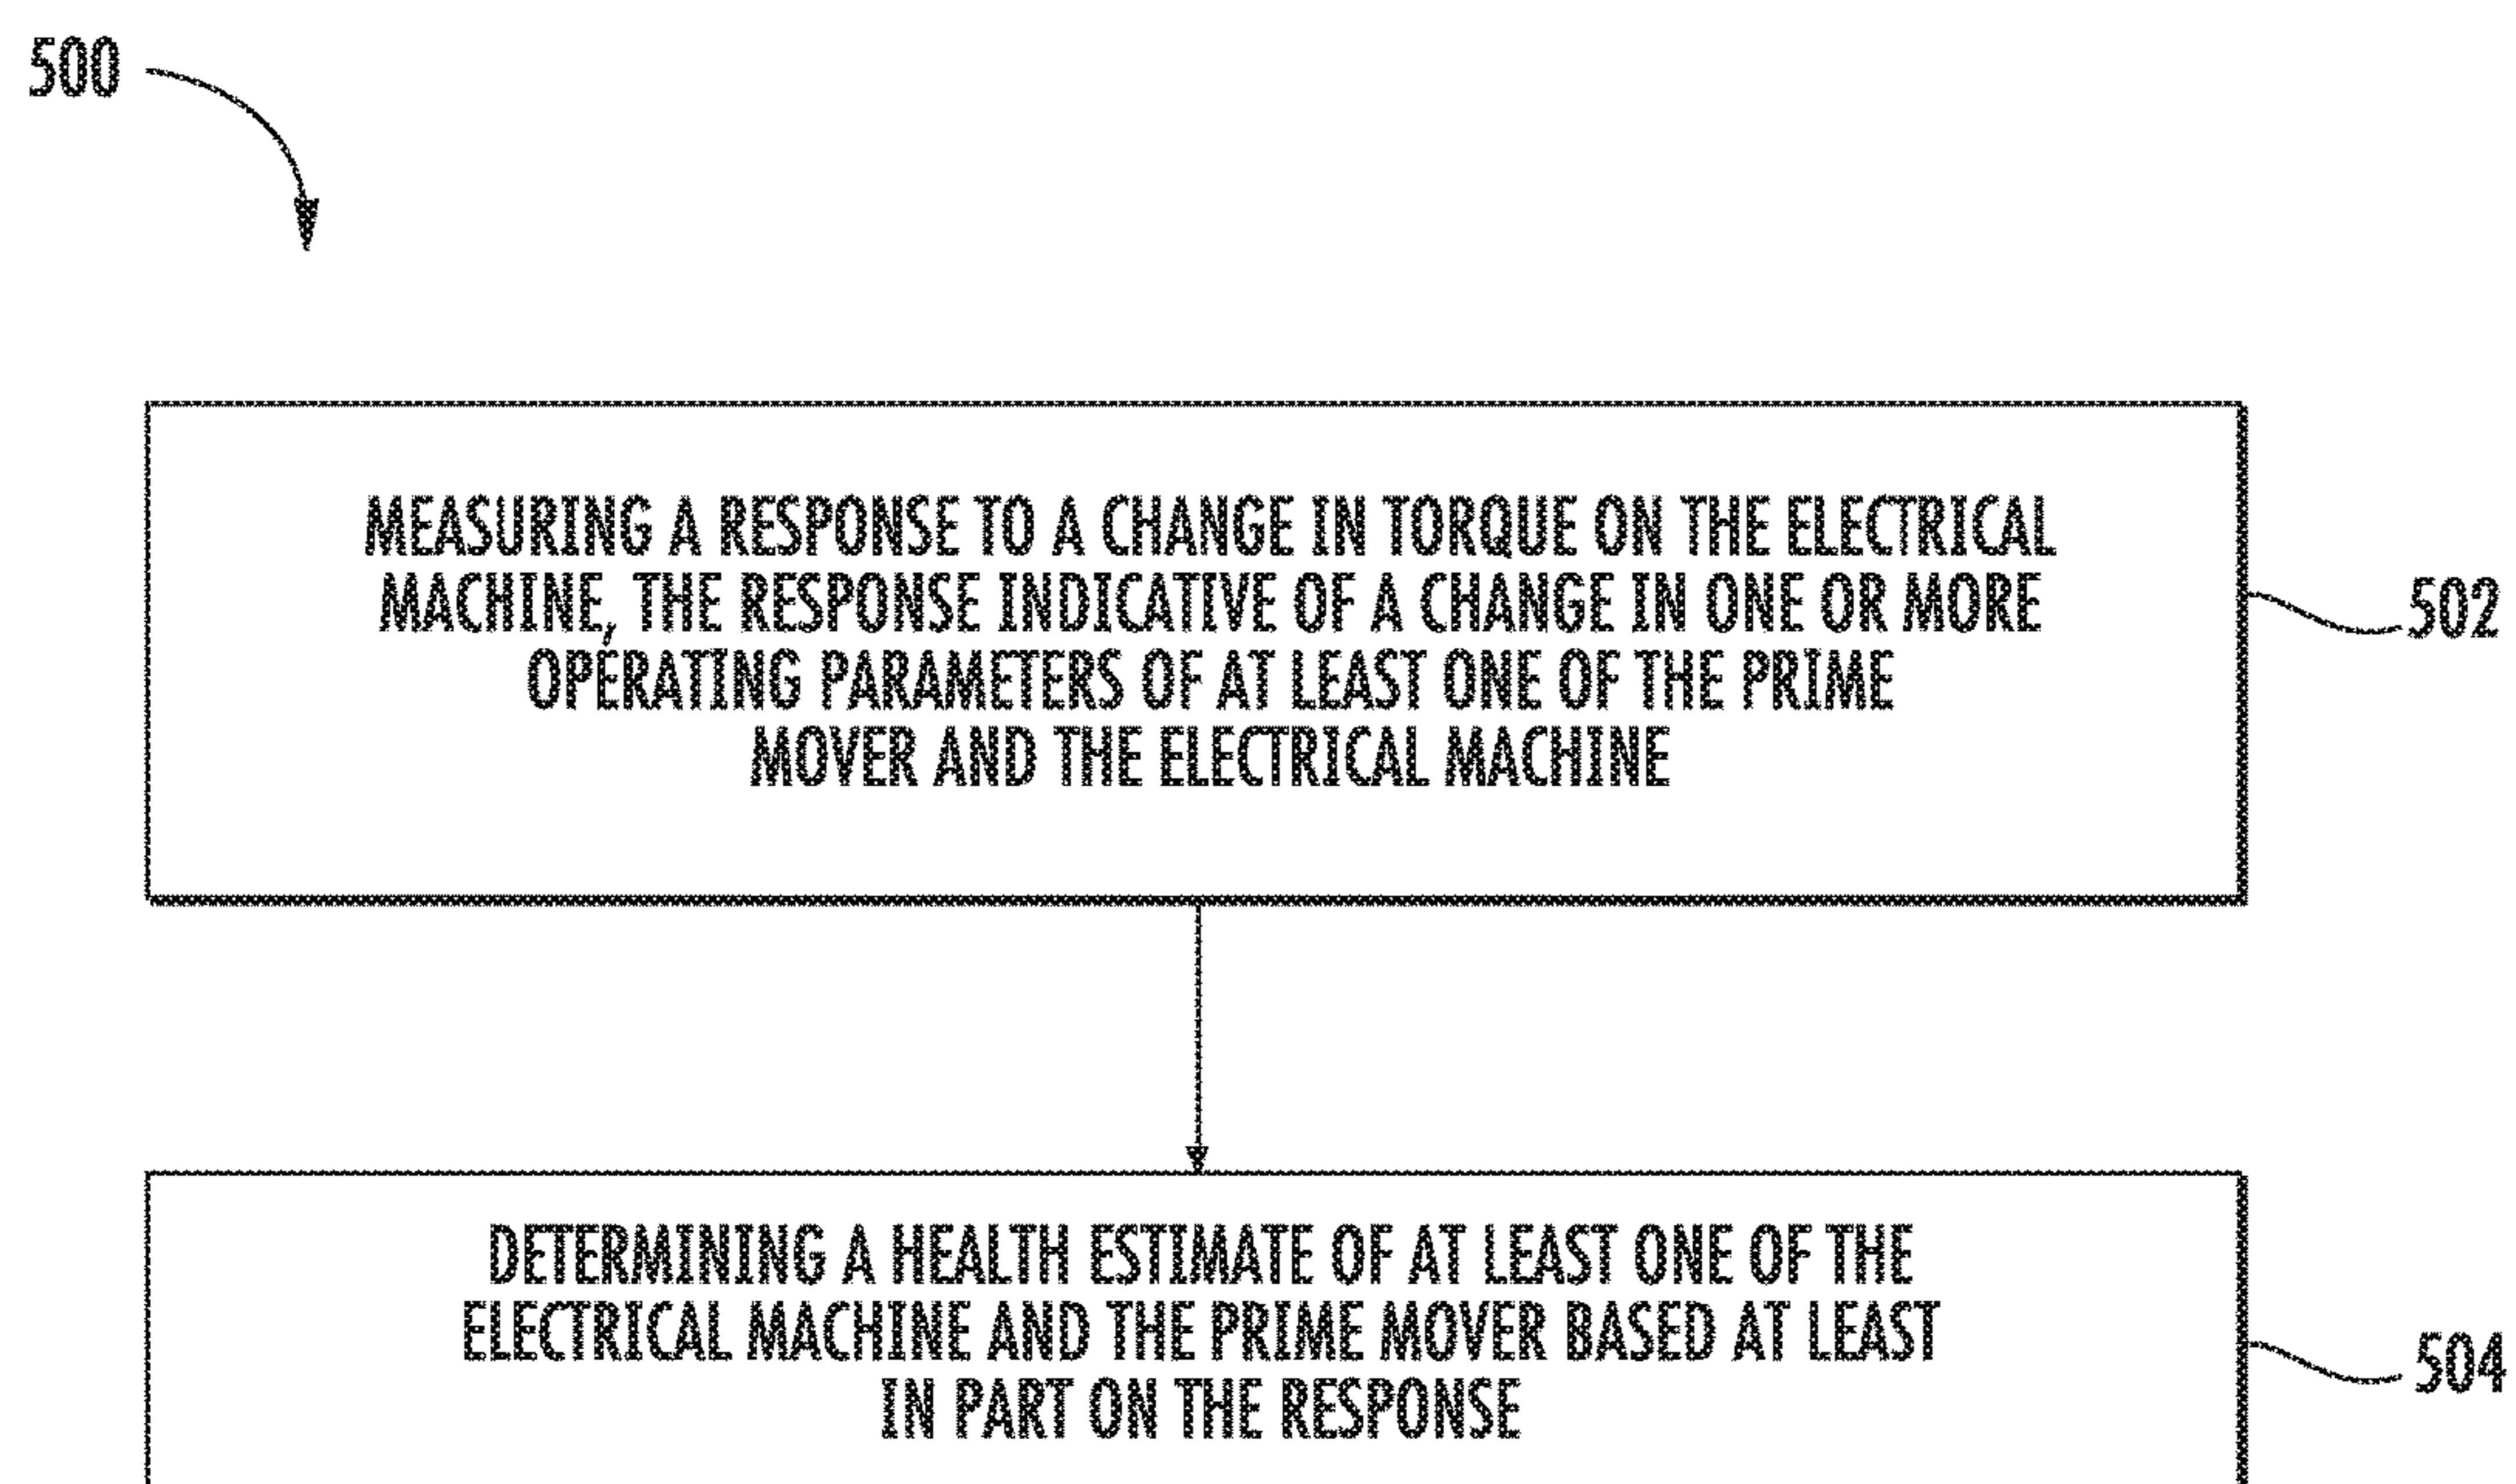 500
MEASURING A RESPONSE TO A CHANGE IN TORQUE ON THE ELECTRICAL
MACHINE, THE RESPONSE INDICATIVE OF A CHANGE IN ONE OR MORE
OPERATING PARAMETERS OF AT LEAST ONE OF THE PRIME
MOVER AND THE ELECTRICAL MACHINE
502
DETERMINING A HEALTH ESTIMATE OF AT LEAST ONE OF THE
ELECTRICAL MACHINE AND THE PRIME MOVER BASED AT LEAST
IN PART ON THE RESPONSE
504